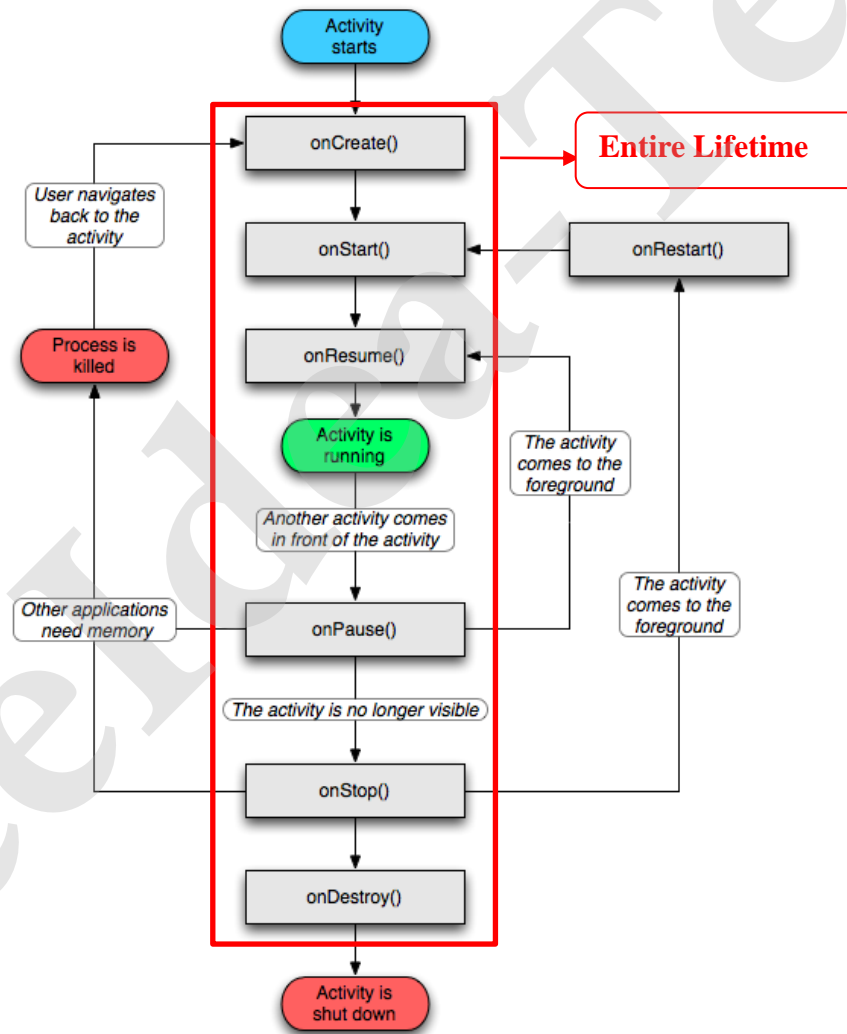 Activity
starts
onCreate()
Entire Lifetime
User navigates
back to the
activity
onStart()
onRestart()
Process is
killed
onResume()
Activity is
running
The activity
comes to the
foreground
Another activity comes
in front of the activity
The activity
comes to the
foreground
Other applications
need memory
onPause()
The activity is no longer visible
onStop()
onDestroy()
Activity is
shut down